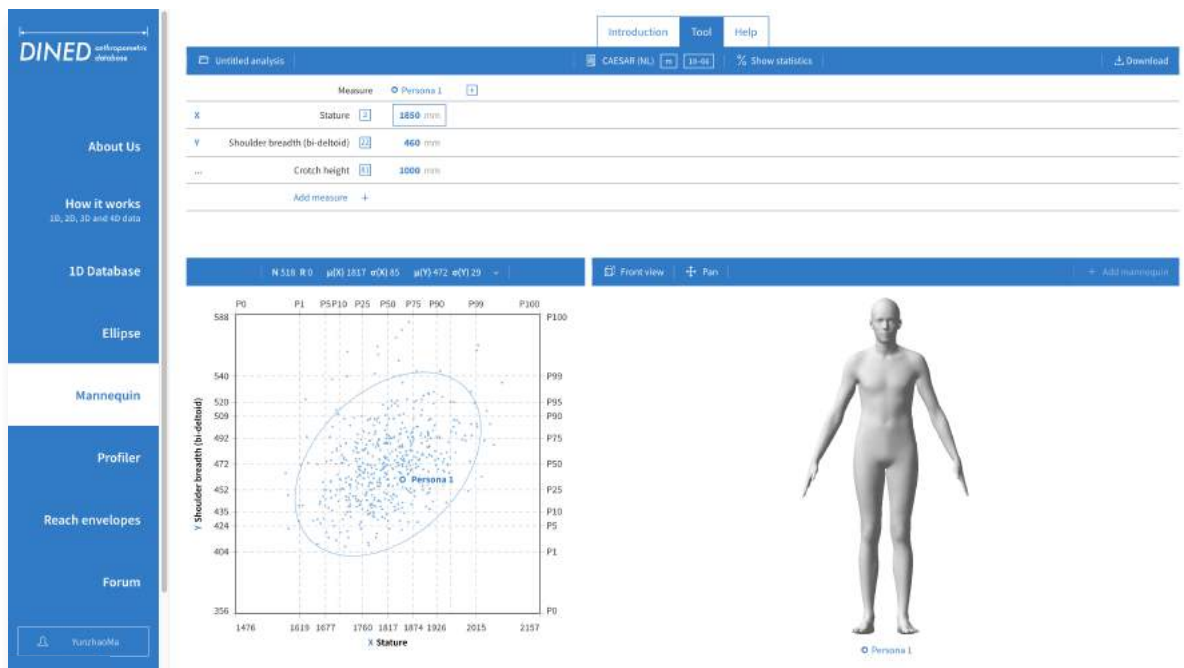 Introduction Tool Help
DINED anthropometric database
Untitled analysis CAESAR (NL) m 18-66 % Show statistics Download
Measure Persona 1 +
X Stature 2 1850 mm
Y Shoulder breadth (bi-deltoid) 22 460 mm
... Crotch height 1000 mm
Add measure +
About Us
How it works
1D, 2D, 3D and 4D data
1D Database
Ellipse
Mannequin
Profiler
Reach envelopes
Forum
YunzhaoMa
N 518 R 0 μ(X) 1817 σ(X) 85 μ(Y) 472 σ(Y) 29
Front view Pan + Add mannequin
P0 P1 P5 P10 P25 P50 P75 P90 P99 P100
588 P100
540 P99
520 P95
509 P90
492 P75
472 P50
Persona 1
452 P25
435 P10
424 P5
404 P1
356 P0
Y Shoulder breadth (bi-deltoid)
1476 1619 1677 1760 1817 1874 1926 2015 2157
X Stature
Persona 1